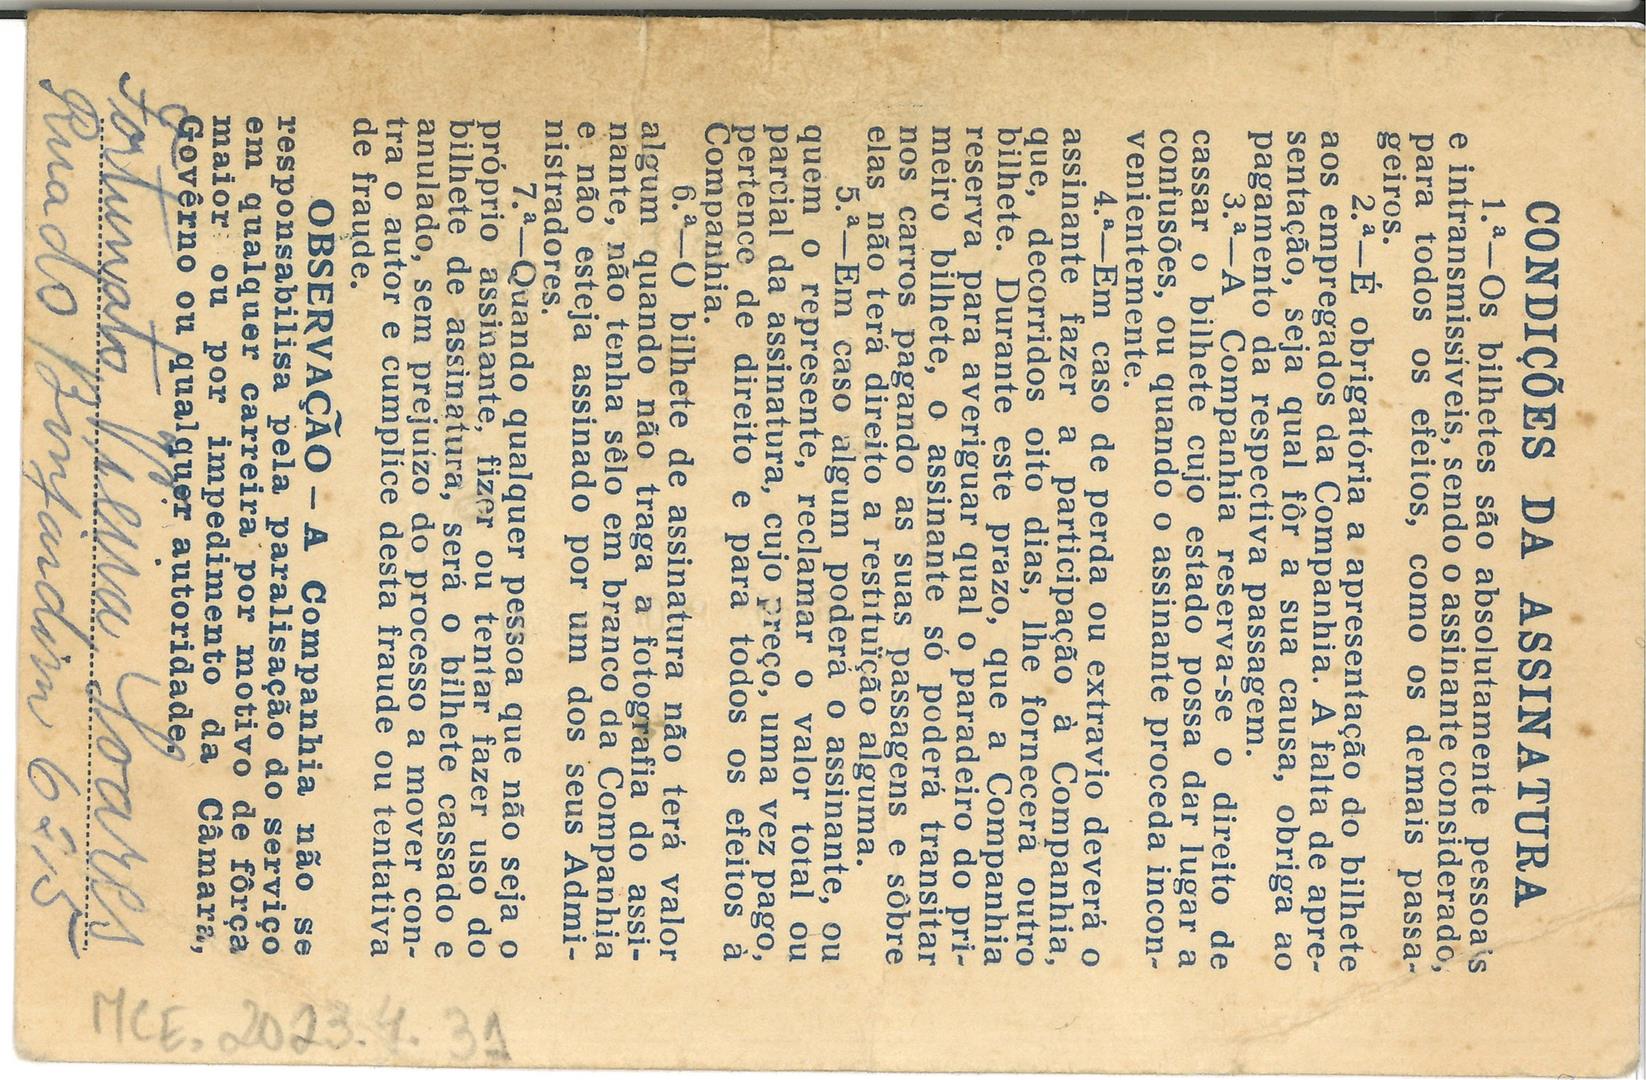 CONDIÇÕES DA ASSINATURA
1.ª—Os bilhetes são absolutamente pessoais
e intransmissiveis, sendo o assinante considerado,
para todos os efeitos, como os demais passa-
geiros.
2.ª—É obrigatória a apresentação do bilhete
aos empregados da Companhia. A falta de apre-
sentação, seja qual fôr a sua causa, obriga ao
pagamento da respectiva passagem.
3.ª—A Companhia reserva-se o direito de
cassar o bilhete cujo estado possa dar lugar a
confusões, ou quando o assinante proceda incon-
venientemente.
4.ª—Em caso de perda ou extravio deverá o
assinante fazer a participação à Companhia,
que, decorridos oito dias, lhe fornecerá outro
bilhete. Durante este prazo, que a Companhia
reserva para averiguar qual o paradeiro do pri-
meiro bilhete, o assinante só poderá transitar
nos carros pagando as suas passagens e sôbre
elas não terá direito a restituïção alguma.
5.ª—Em caso algum poderá o assinante, ou
quem o represente, reclamar o valor total ou
parcial da assinatura, cujo preço, uma vez pago,
pertence de direito e para todos os efeitos à
Companhia.
6.ª—O bilhete de assinatura não terá valor
algum quando não traga a fotografia do assi-
nante, não tenha sêlo em branco da Companhia
e não esteja assinado por um dos seus Admi-
nistradores.
7.ª—Quando qualquer pessoa que não seja o
próprio assinante, fizer ou tentar fazer uso do
bilhete de assinatura, será o bilhete cassado e
anulado, sem prejuízo do processo a mover con-
tra o autor e cumplice desta fraude ou tentativa
de fraude.
OBSERVAÇÃO – A Companhia não se
responsabilisa pela paralisação do serviço
em qualquer carreira por motivo de fôrça
maior ou por impedimento da Câmara,
Govêrno ou qualquer autoridade.
Fortunato Soares
Rua do Bomjardim
MCE. 2023.4.31